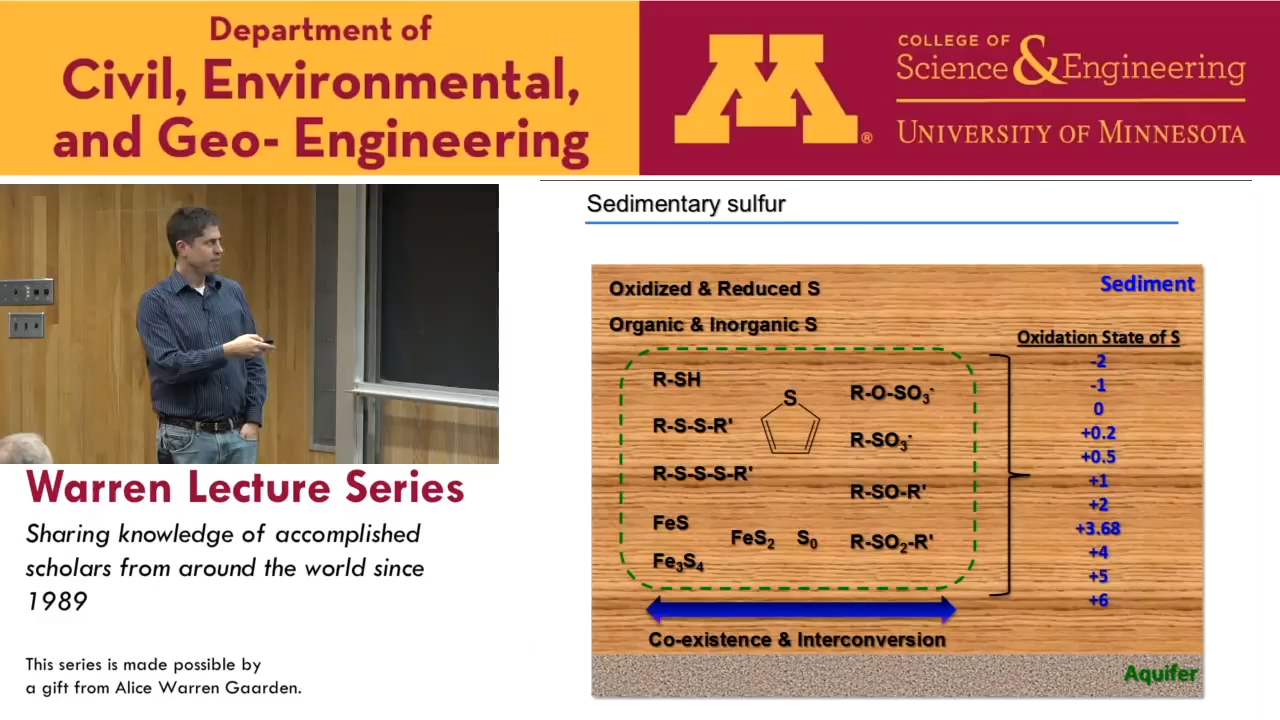 Department of
Civil, Environmental,
and Geo- Engineering
M®
COLLEGE OF
Science & Engineering
UNIVERSITY OF MINNESOTA
Warren Lecture Series
Sharing knowledge of accomplished
scholars from around the world since
1989
This series is made possible by
a gift from Alice Warren Gaarden.
Sedimentary sulfur
Sediment
Oxidized & Reduced S
Organic & Inorganic S
R-SH
R-S-S-R'
R-S-S-S-R'
FeS
Fe₃S₄
S
FeS₂ S₀
R-O-SO₃⁻
R-SO₃⁻
R-SO-R'
R-SO₂-R'
Oxidation State of S
-2
-1
0
+0.2
+0.5
+1
+2
+3.68
+4
+5
+6
Co-existence & Interconversion
Aquifer